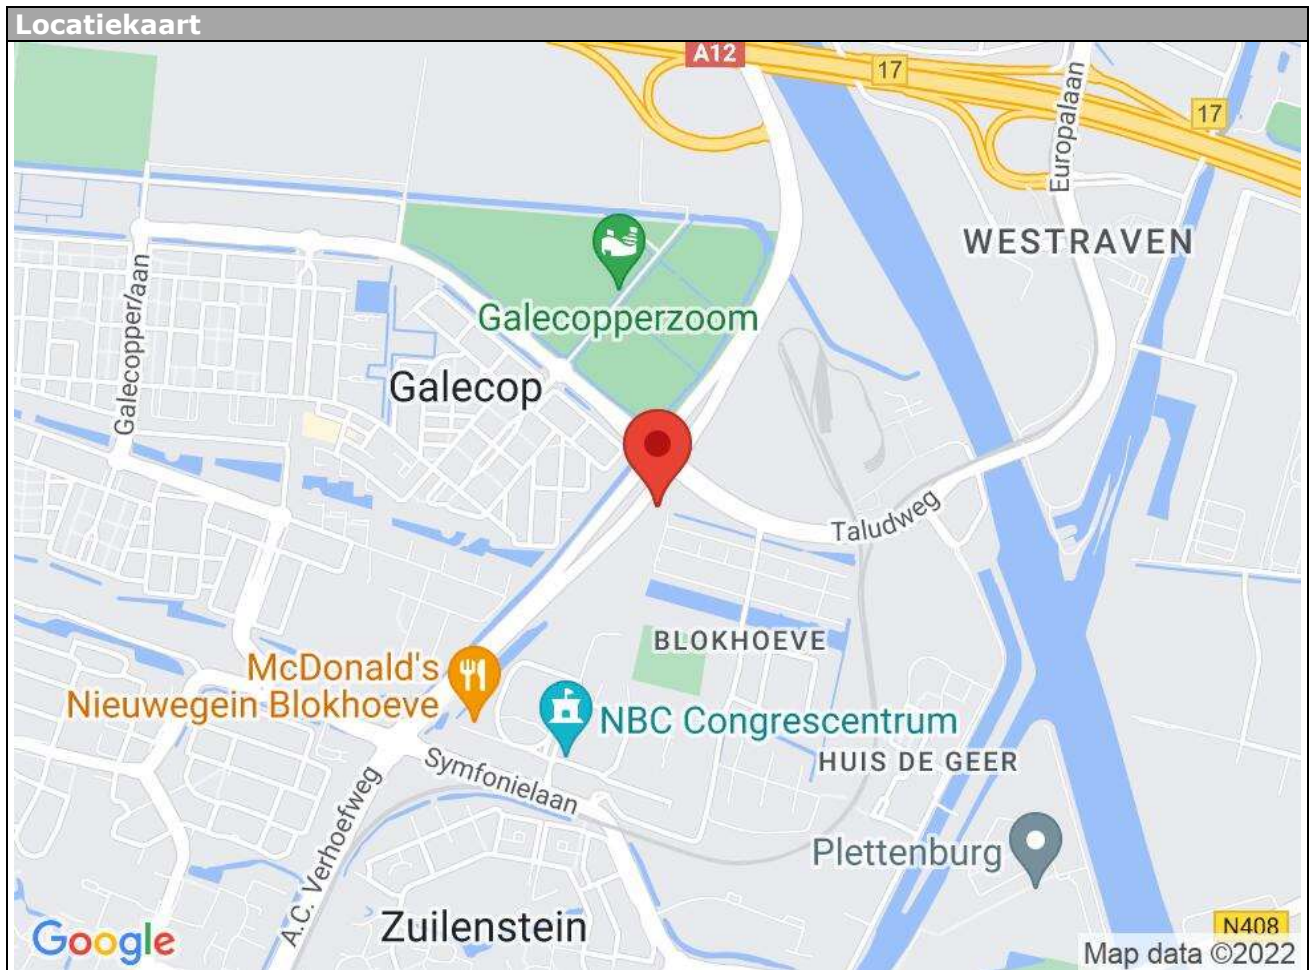 Locatiekaart
A12
17
17
Europalaan
WESTRAVEN
Galecopperlaan
Galecopperzoom
Galecop
Taludweg
BLOKHOEVE
McDonald's
Nieuwegein Blokhoeve
NBC Congrescentrum
HUIS DE GEER
Symfonielaan
A.C. Verhoefweg
Plettenburg
Zuilenstein
N408
Google
Map data ©2022